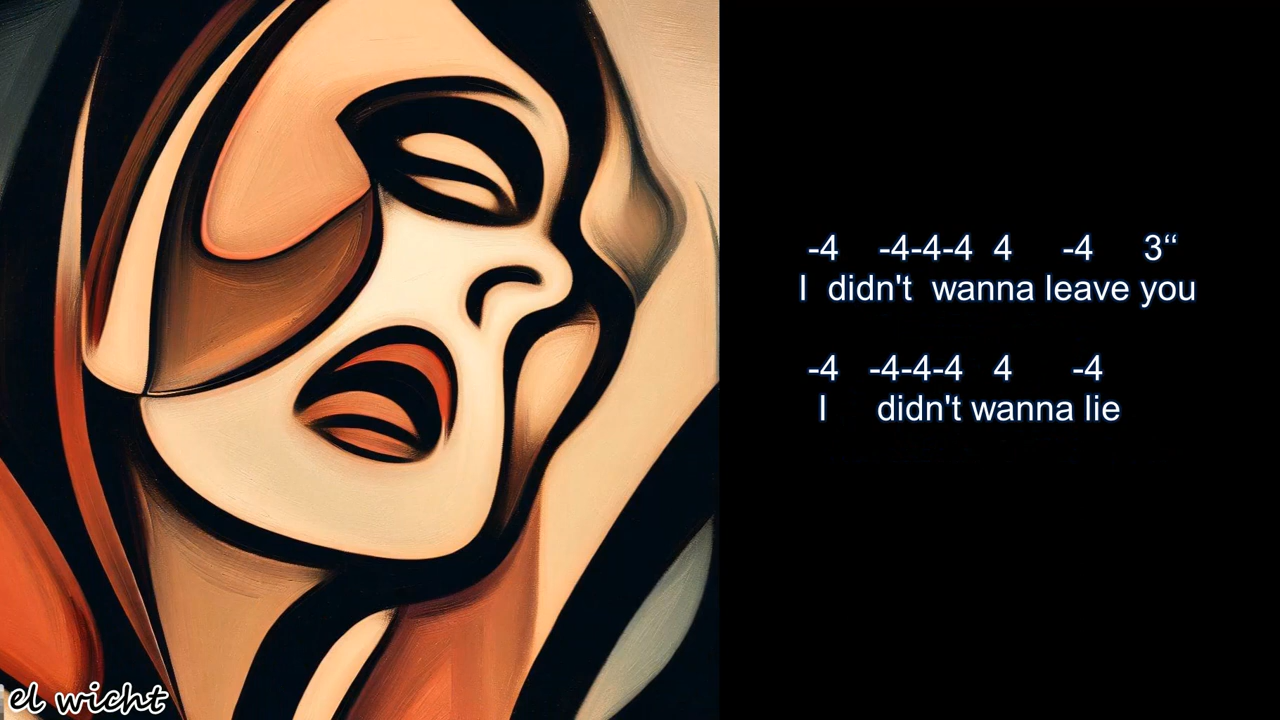 -4 -4-4-4 4 -4 3“
I didn't wanna leave you
-4 -4-4-4 4 -4
I didn't wanna lie
el wicht